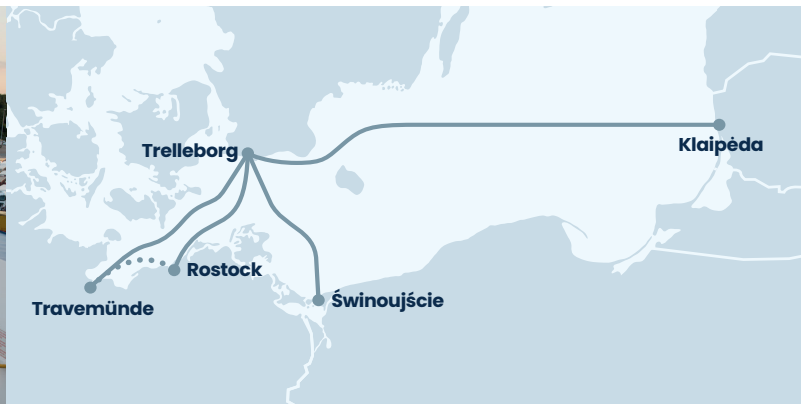 Trelleborg
Klaipėda
Rostock
Świnoujście
Travemünde